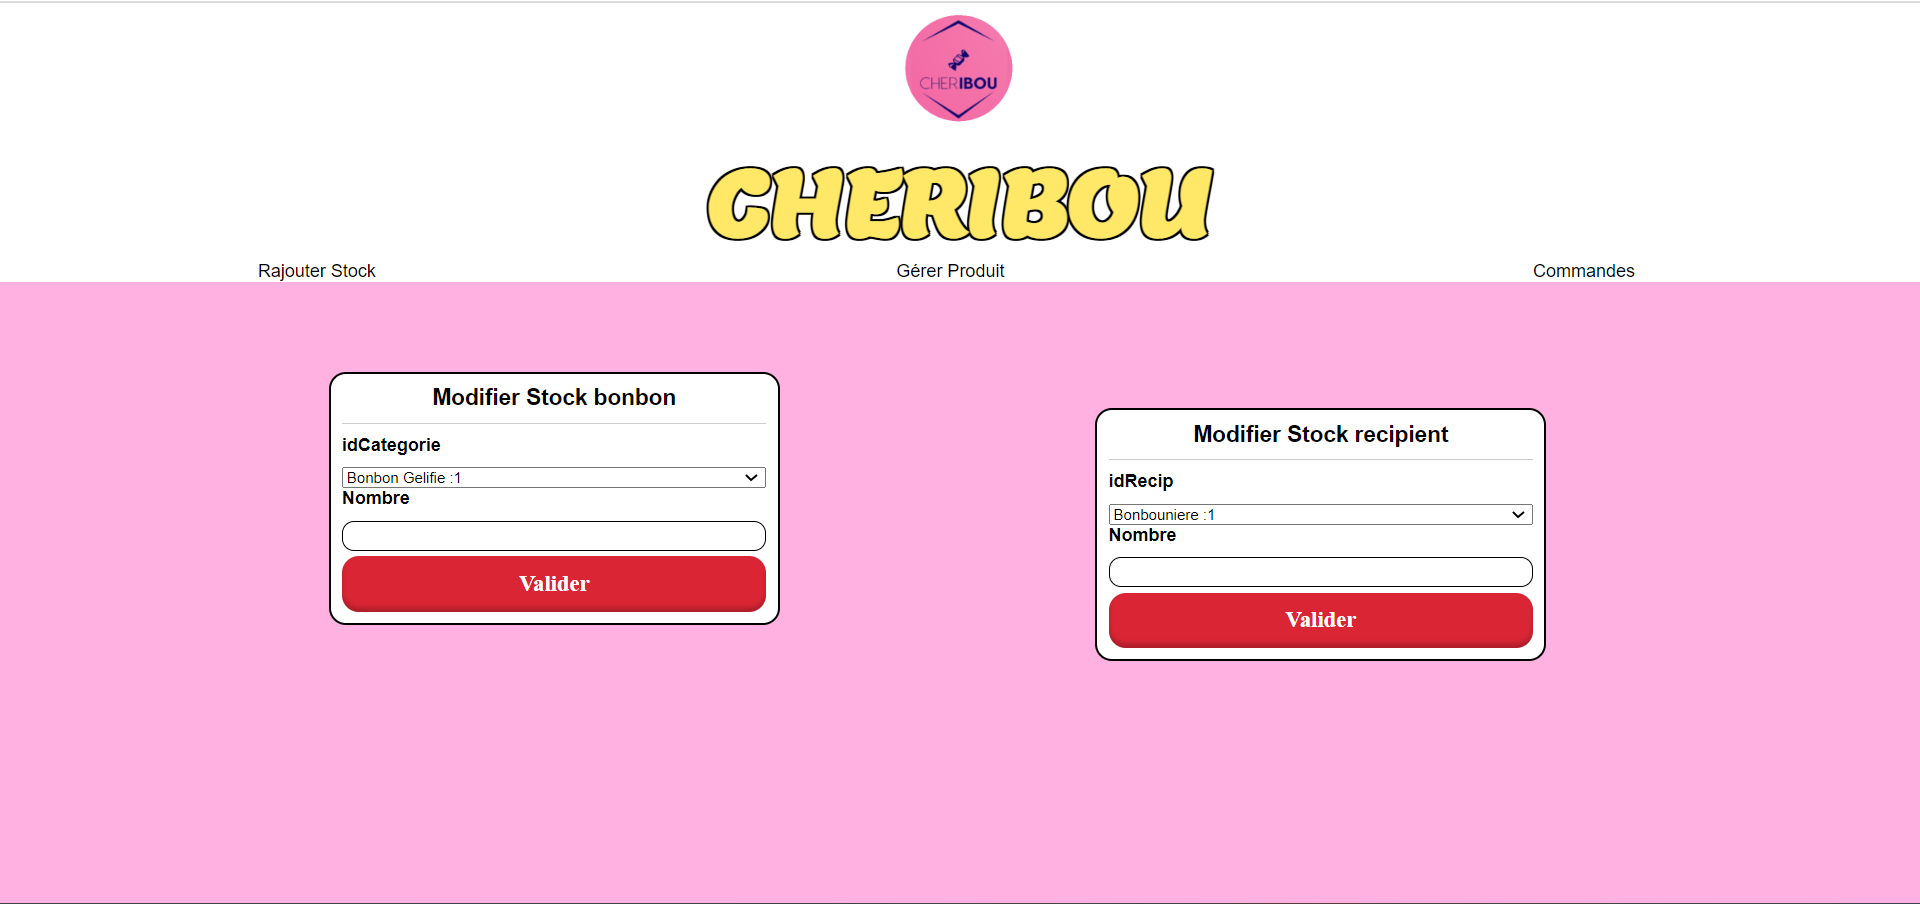 CHERIBOU
CHERIBOU
Rajouter Stock
Gérer Produit
Commandes
Modifier Stock bonbon
idCategorie
Bonbon Gelifie :1
Nombre
Valider
Modifier Stock recipient
idRecip
Bonbouniere :1
Nombre
Valider